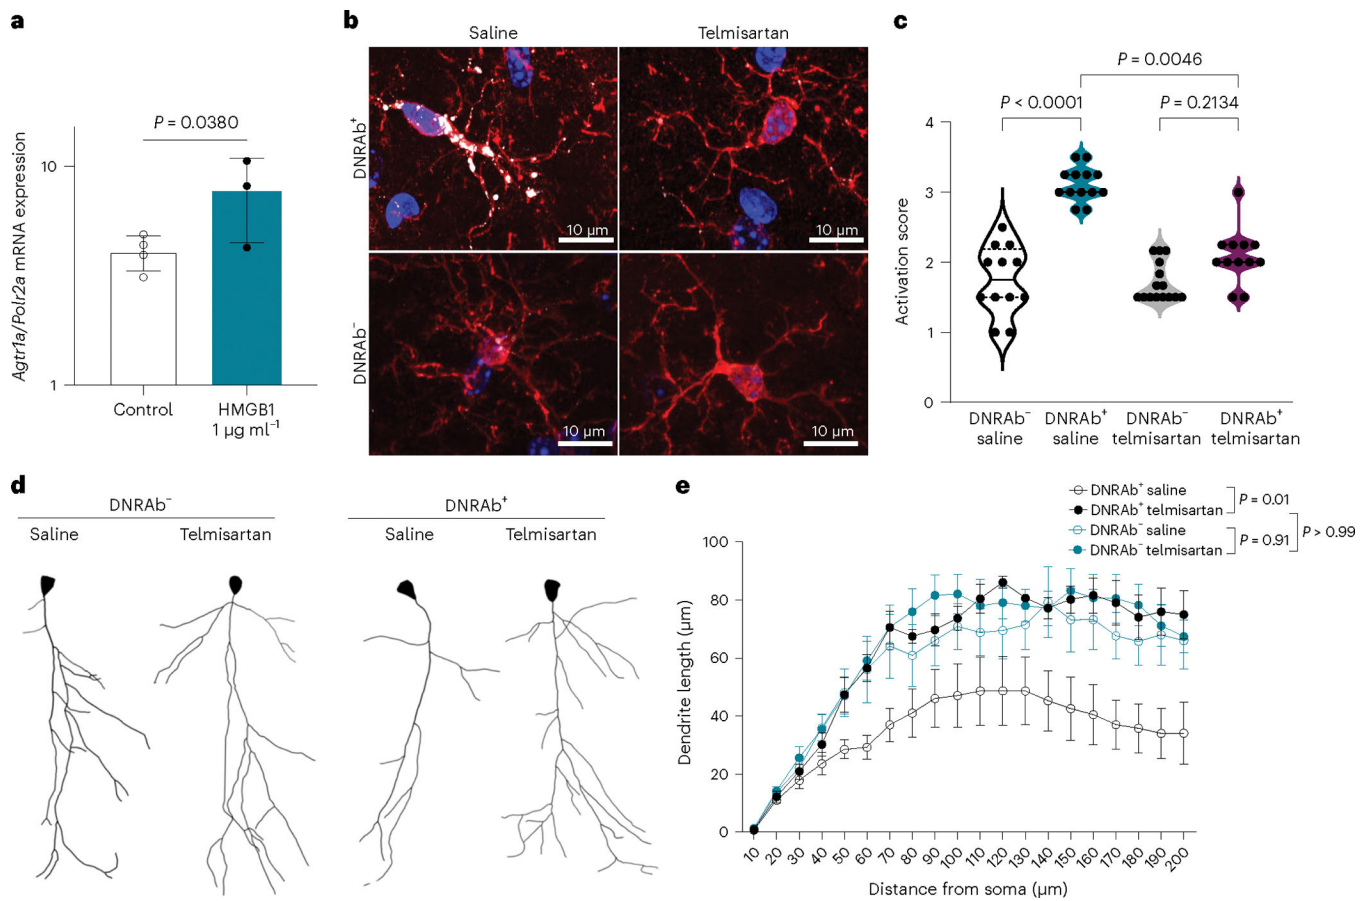 a
P = 0.0380
10
1
Agtr1a/Polr2a mRNA expression
Control
HMGB1
1 µg ml⁻¹
b
Saline
Telmisartan
DNRAb⁺
DNRAb⁻
10 µm
10 µm
10 µm
10 µm
c
P = 0.0046
P < 0.0001
P = 0.2134
4
3
2
1
0
Activation score
DNRAb⁻
saline
DNRAb⁺
saline
DNRAb⁻
telmisartan
DNRAb⁺
telmisartan
d
DNRAb⁻
Saline
Telmisartan
DNRAb⁺
Saline
Telmisartan
e
DNRAb⁺ saline
DNRAb⁺ telmisartan
DNRAb⁻ saline
DNRAb⁻ telmisartan
P = 0.01
P = 0.91
P > 0.99
100
80
60
40
20
0
Dendrite length (µm)
10
20
30
40
50
60
70
80
90
100
110
120
130
140
150
160
170
180
190
200
Distance from soma (µm)